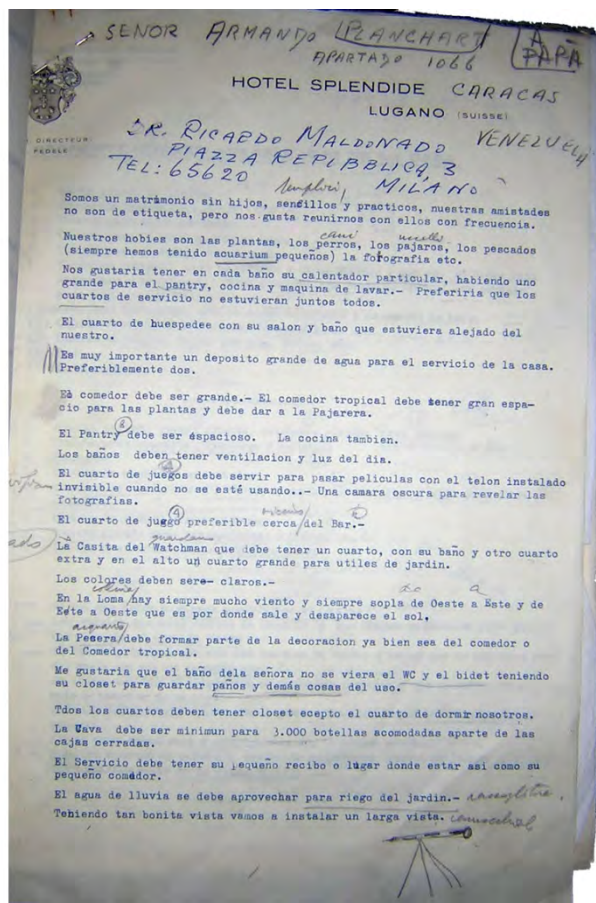 SEÑOR ARMANDO PLANCHART
A PAPÁ
APARTADO 1066
HOTEL SPLENDIDE CARACAS
LUGANO (SUISSE) VENEZUELA
DIRECTEUR:
FEDELE
DR. RICARDO MALDONADO
PIAZZA REPUBBLICA, 3
TEL: 65620 MILANO
semplici,
Somos un matrimonio sin hijos, sencillos y practicos, nuestras amistades
no son de etiqueta, pero nos gusta reunirnos con ellos con frecuencia.
cani uccelli
Nuestros hobies son las plantas, los perros, los pajaros, los pescados
(siempre hemos tenido acuarium pequenos) la fotografia etc.
Nos gustaria tener en cada baño su calentador particular, habiendo uno
grande para el pantry, cocina y maquina de lavar.- Preferiria que los
cuartos de servicio no estuvieran juntos todos.
El cuarto de huespedee con su salon y baño que estuviera alejado del
nuestro.
Es muy importante un deposito grande de agua para el servicio de la casa.
Preferiblemente dos.
El comedor debe ser grande.- El comedor tropical debe tener gran espa-
cio para las plantas y debe dar a la Pajarera.
El Pantry debe ser espacioso. La cocina tambien.
Los baños deben tener ventilacion y luz del dia.
El cuarto de juegos debe servir para pasar peliculas con el telon instalado
invisible cuando no se esté usando..- Una camara oscura para revelar las
fotografias.
4
El cuarto de juego preferible cerca/del Bar.-
La Casita del Watchman que debe tener un cuarto, con su baño y otro cuarto
extra y en el alto un cuarto grande para utiles de jardin.
Los colores deben sere- claros.-
En la Loma/hay siempre mucho viento y siempre sopla de Oeste a Este y de
Este a Oeste que es por donde sale y desaparece el sol.
La Pecera/debe formar parte de la decoracion ya bien sea del comedor o
del Comedor tropical.
Me gustaria que el baño dela señora no se viera el WC y el bidet teniendo
su closet para guardar paños y demás cosas del uso.
Tdos los cuartos deben tener closet ecepto el cuarto de dormir nosotros.
La Cava debe ser minimun para 3.000 botellas acomodadas aparte de las
cajas cerradas.
El Servicio debe tener su pequeño recibo o lugar donde estar asi como su
pequeño comedor.
El agua de lluvia se debe aprovechar para riego del jardin.-
Tehiendo tan bonita vista vamos a instalar un larga vista.